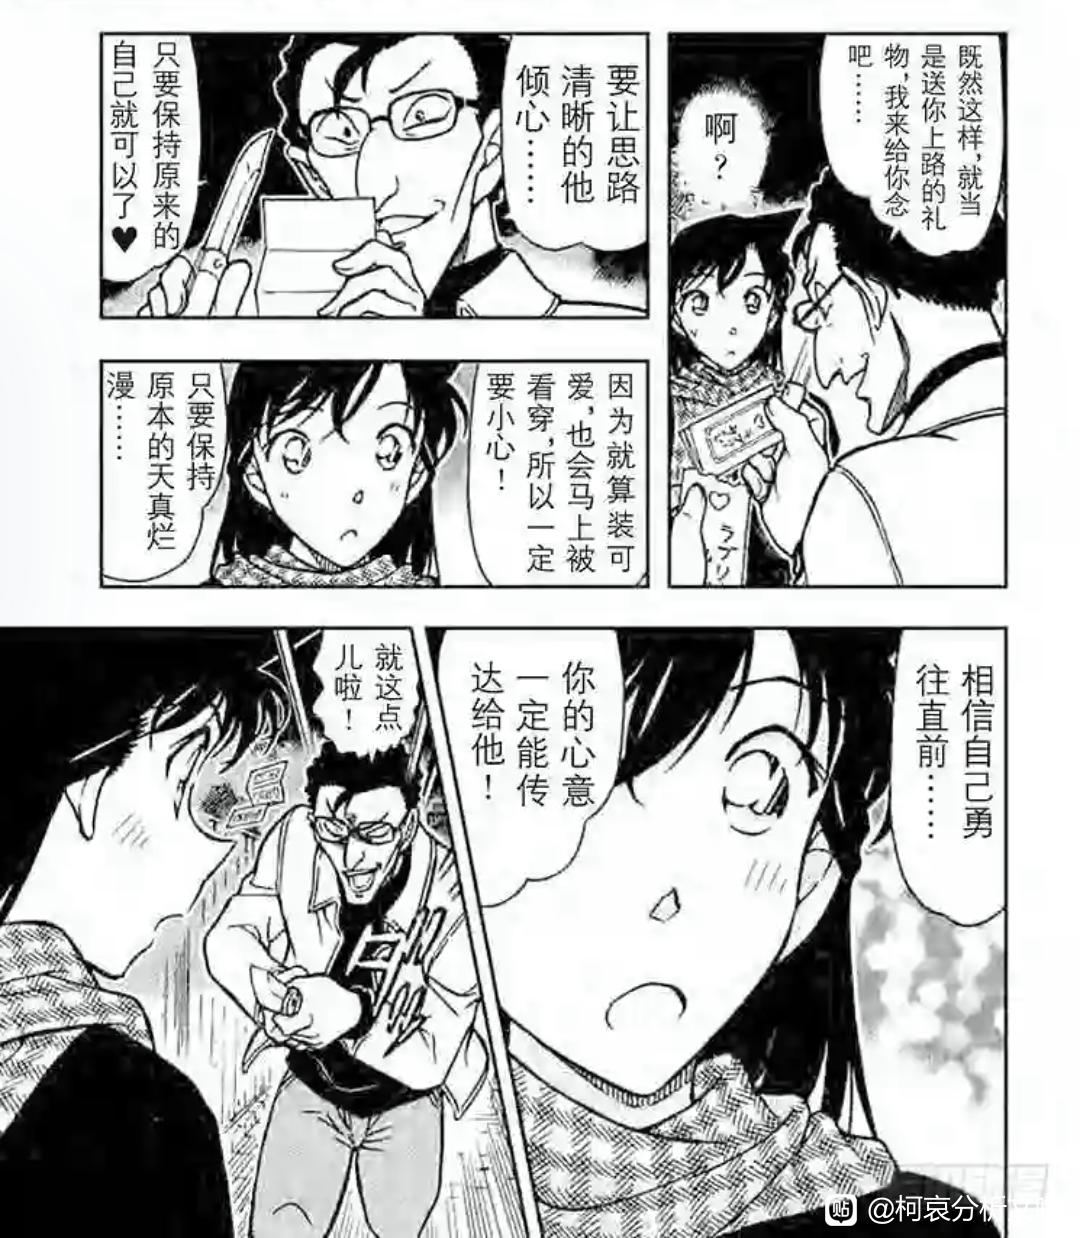 既然这样，就当
是送你上路的礼
物，我来给你念
吧……
啊
？
ラブリ
要让思路
清晰的他
倾心……
只要保持原来的
自己就可以了♥
因为就算装可
爱，也会马上被
看穿，所以一定
要小心！
只要保持
原本的天真烂
漫……
相信自己勇
往直前……
你的心意
一定能传
达给他！
就这点
儿啦！
贴 @柯哀分析